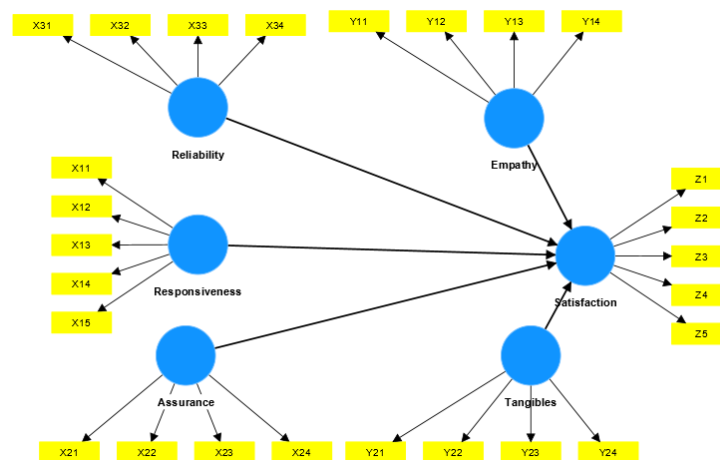 X31 X32 X33 X34
Y11 Y12 Y13 Y14
Reliability
Empathy
X11
X12
X13
X14
X15
Responsiveness
Z1
Z2
Z3
Z4
Z5
Satisfaction
Assurance
Tangibles
X21 X22 X23 X24
Y21 Y22 Y23 Y24